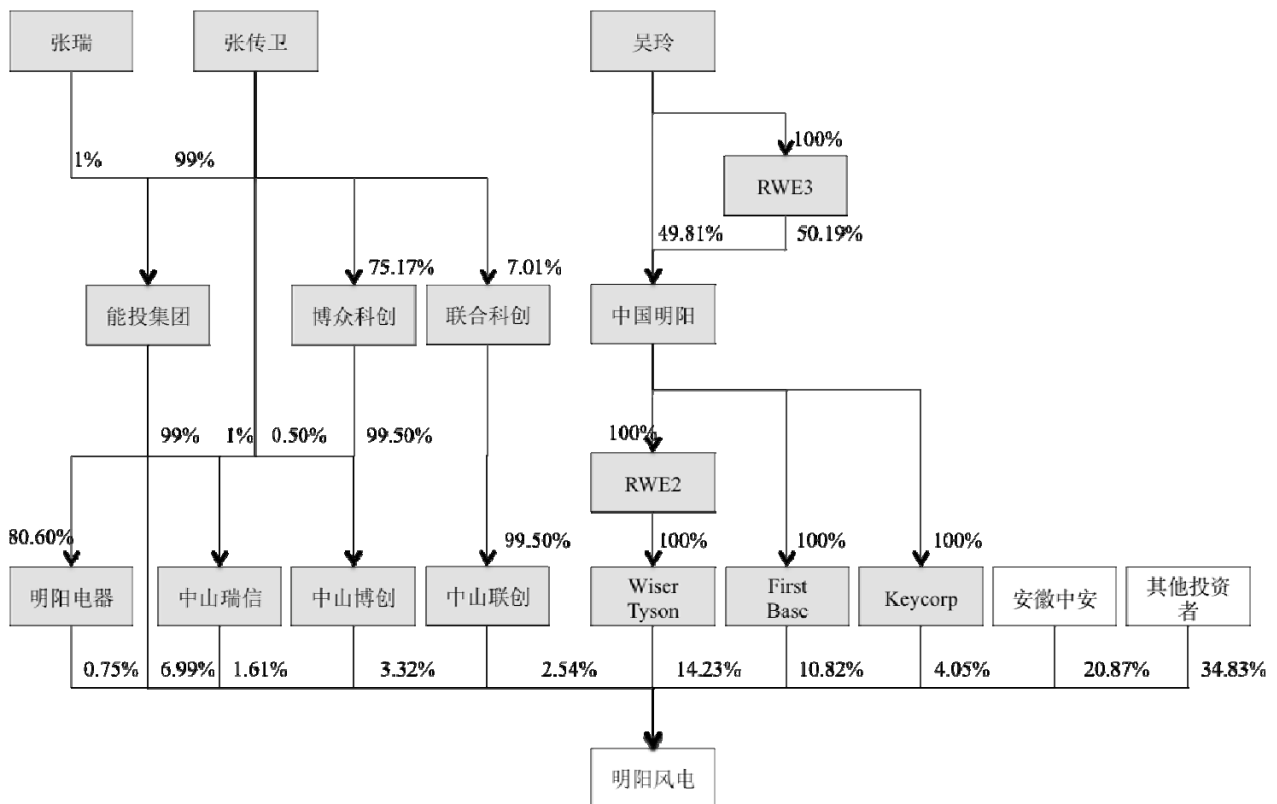 张瑞
张传卫
吴玲
1%
99%
100%
RWE3
49.81%
50.19%
75.17%
7.01%
能投集团
博众科创
联合科创
中国明阳
99%
1%
0.50%
99.50%
100%
RWE2
80.60%
99.50%
100%
100%
100%
明阳电器
中山瑞信
中山博创
中山联创
Wiser
Tyson
First
Base
Keycorp
安徽中安
其他投资
者
0.75%
6.99%
1.61%
3.32%
2.54%
14.23%
10.82%
4.05%
20.87%
34.83%
明阳风电